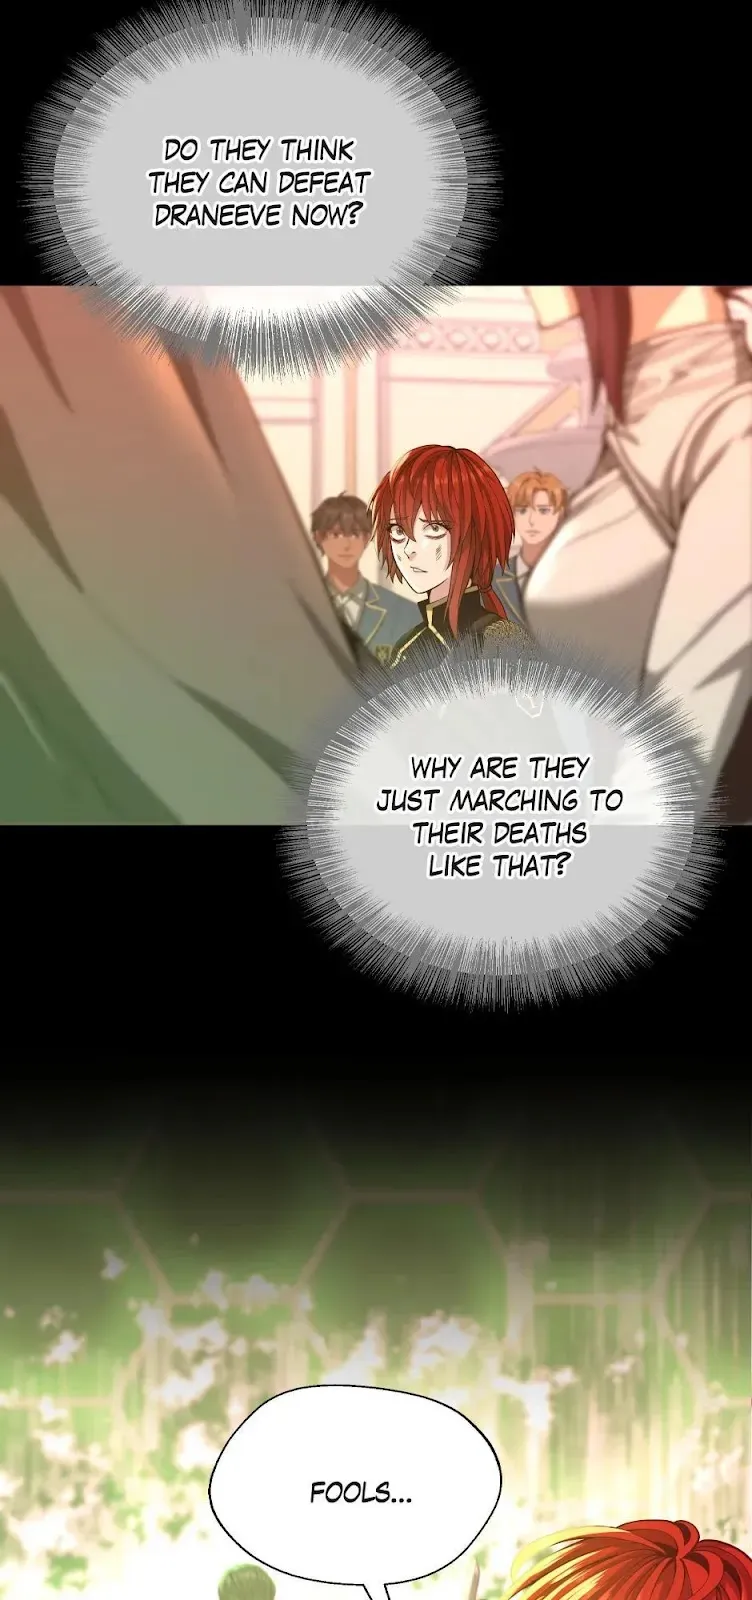 DO THEY THINK
THEY CAN DEFEAT
DRANEEVE NOW?
WHY ARE THEY
JUST MARCHING TO
THEIR DEATHS
LIKE THAT?
FOOLS...